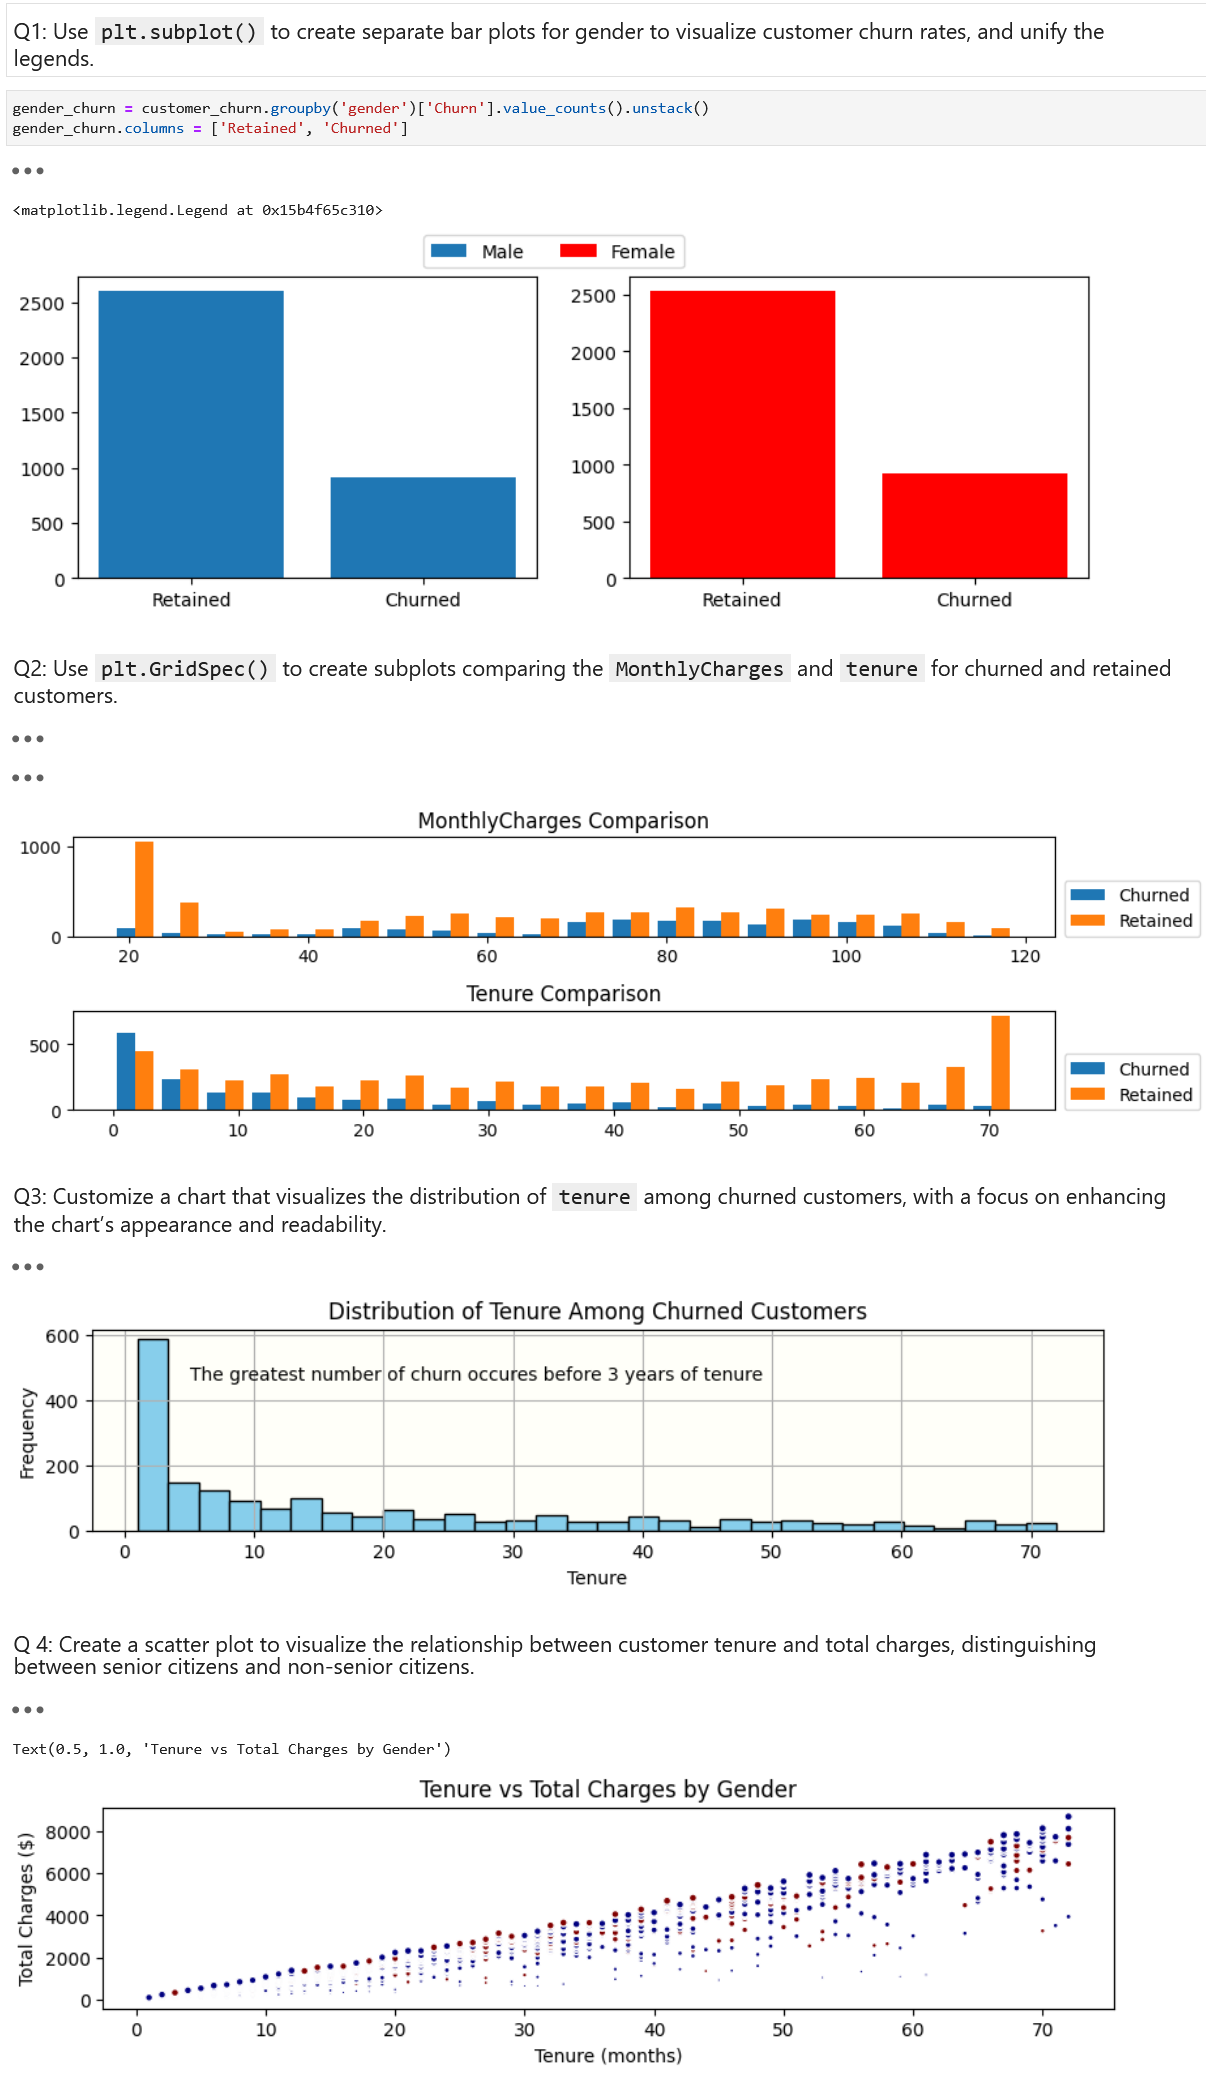 Q1: Use plt.subplot() to create separate bar plots for gender to visualize customer churn rates, and unify the
legends.
gender_churn = customer_churn.groupby('gender')['Churn'].value_counts().unstack()
gender_churn.columns = ['Retained', 'Churned']
<matplotlib.legend.Legend at 0x15b4f65c310>
Male Female
2500
2000
1500
1000
500
0
Retained Churned
2500
2000
1500
1000
500
0
Retained Churned
Q2: Use plt.GridSpec() to create subplots comparing the MonthlyCharges and tenure for churned and retained
customers.
MonthlyCharges Comparison
1000
0
20 40 60 80 100 120
Churned
Retained
Tenure Comparison
500
0
0 10 20 30 40 50 60 70
Churned
Retained
Q3: Customize a chart that visualizes the distribution of tenure among churned customers, with a focus on enhancing
the chart’s appearance and readability.
Distribution of Tenure Among Churned Customers
The greatest number of churn occures before 3 years of tenure
Frequency
600
400
200
0
0 10 20 30 40 50 60 70
Tenure
Q 4: Create a scatter plot to visualize the relationship between customer tenure and total charges, distinguishing
between senior citizens and non-senior citizens.
Text(0.5, 1.0, 'Tenure vs Total Charges by Gender')
Tenure vs Total Charges by Gender
Total Charges ($)
8000
6000
4000
2000
0
0 10 20 30 40 50 60 70
Tenure (months)